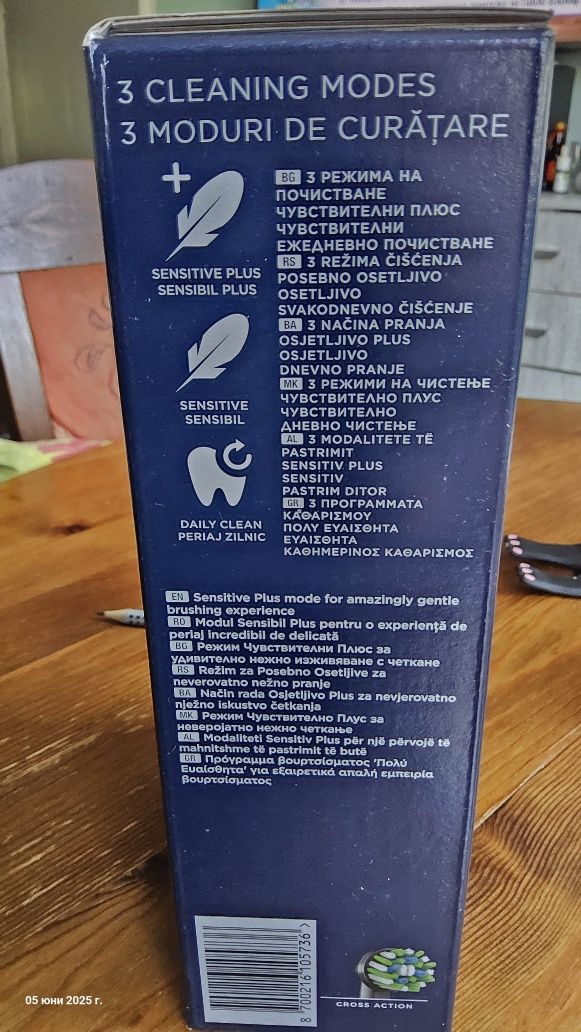 3 CLEANING MODES
3 MODURI DE CURĂȚARE
SENSITIVE PLUS
SENSIBIL PLUS
SENSITIVE
SENSIBIL
DAILY CLEAN
PERIAJ ZILNIC
BG 3 РЕЖИМА НА
ПОЧИСТВАНЕ
ЧУВСТВИТЕЛНИ ПЛЮС
ЧУВСТВИТЕЛНИ
ЕЖЕДНЕВНО ПОЧИСТВАНЕ
RS 3 REŽIMA ČIŠĆENJA
POSEBNO OSETLJIVO
OSETLJIVO
SVAKODNEVNO ČIŠĆENJE
BA 3 NAČINA PRANJA
OSJETLJIVO PLUS
OSJETLJIVO
DNEVNO PRANJE
MK 3 РЕЖИМИ НА ЧИСТЕЊЕ
ЧУВСТВИТЕЛНО ПЛУС
ЧУВСТВИТЕЛНО
ДНЕВНО ЧИСТЕЊЕ
AL 3 MODALITETE TË
PASTRIMIT
SENSITIV PLUS
SENSITIV
PASTRIM DITOR
GR 3 ΠΡΟΓΡΑΜΜΑΤΑ
ΚΑΘΑΡΙΣΜΟΥ
ΠΟΛΥ ΕΥΑΙΣΘΗΤΑ
ΕΥΑΙΣΘΗΤΑ
ΚΑΘΗΜΕΡΙΝΟΣ ΚΑΘΑΡΙΣΜΟΣ
EN Sensitive Plus mode for amazingly gentle
brushing experience
RO Modul Sensibil Plus pentru o experiență de
periaj incredibil de delicată
BG Режим Чувствителни Плюс за
удивително нежно изживяване с четкане
RS Režim za Posebno Osetljive za
neverovatno nežno pranje
BA Način rada Osjetljivo Plus za nevjerovatno
nježno iskustvo četkanja
MK Режим Чувствително Плус за
неверојатно нежно четкање
AL Modaliteti Sensitiv Plus për një përvojë të
mahnitshme të pastrimit të butë
GR Πρόγραμμα βουρτσίσματος 'Πολύ
Ευαίσθητα' για εξαιρετικά απαλή εμπειρία
βουρτσίσματος
8 700216 105736 >
CROSS ACTION
05 юни 2025 г.